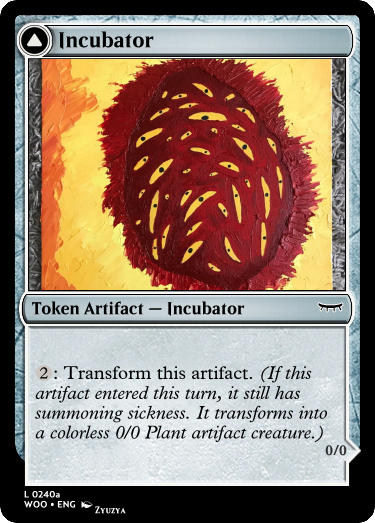 Incubator
Token Artifact — Incubator
2 : Transform this artifact. (If this
artifact entered this turn, it still has
summoning sickness. It transforms into
a colorless 0/0 Plant artifact creature.)
0/0
L 0240a
WOO • ENG Zyuzya